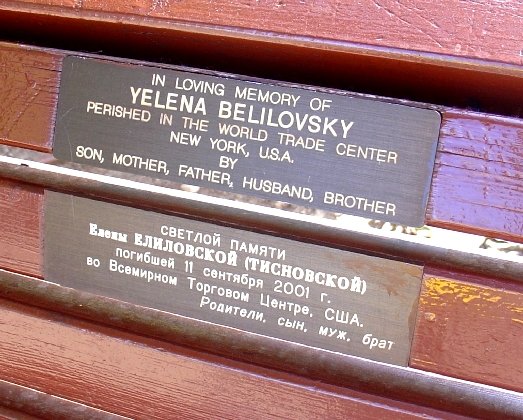 IN LOVING MEMORY OF
YELENA BELILOVSKY
PERISHED IN THE WORLD TRADE CENTER
NEW YORK, U.S.A.
BY
SON, MOTHER, FATHER, HUSBAND, BROTHER
СВЕТЛОЙ ПАМЯТИ
Елены ЕЛИЛОВСКОЙ (ТИСНОВСКОЙ)
погибшей 11 сентября 2001 г.
во Всемирном Торговом Центре, США.
Родители, сын, муж, брат